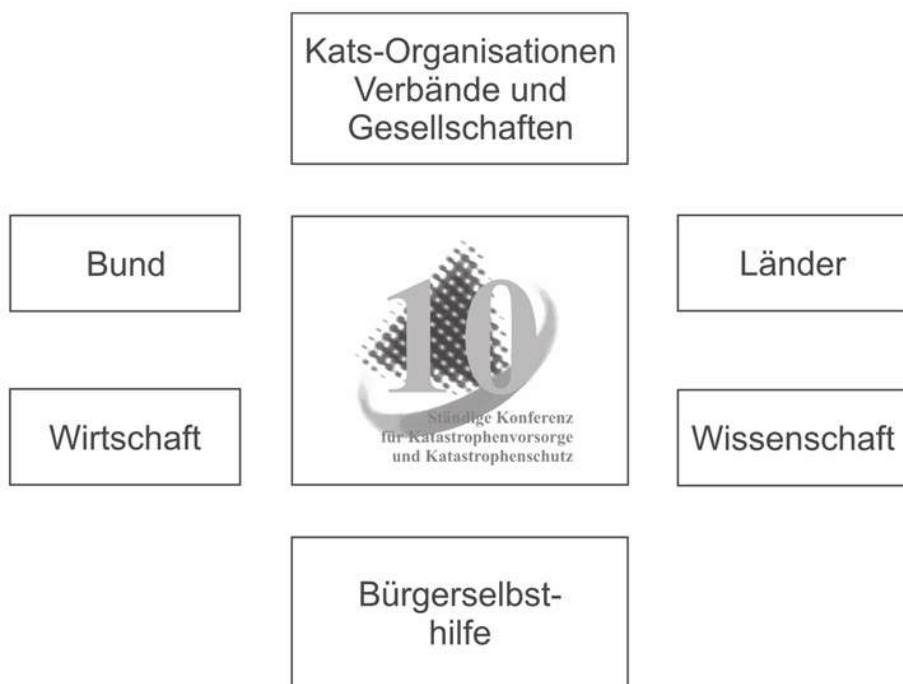 Kats-Organisationen
Verbände und
Gesellschaften
Bund
Länder
10
Ständige Konferenz
für Katastrophenvorsorge
und Katastrophenschutz
Wirtschaft
Wissenschaft
Bürgerselbst-
hilfe